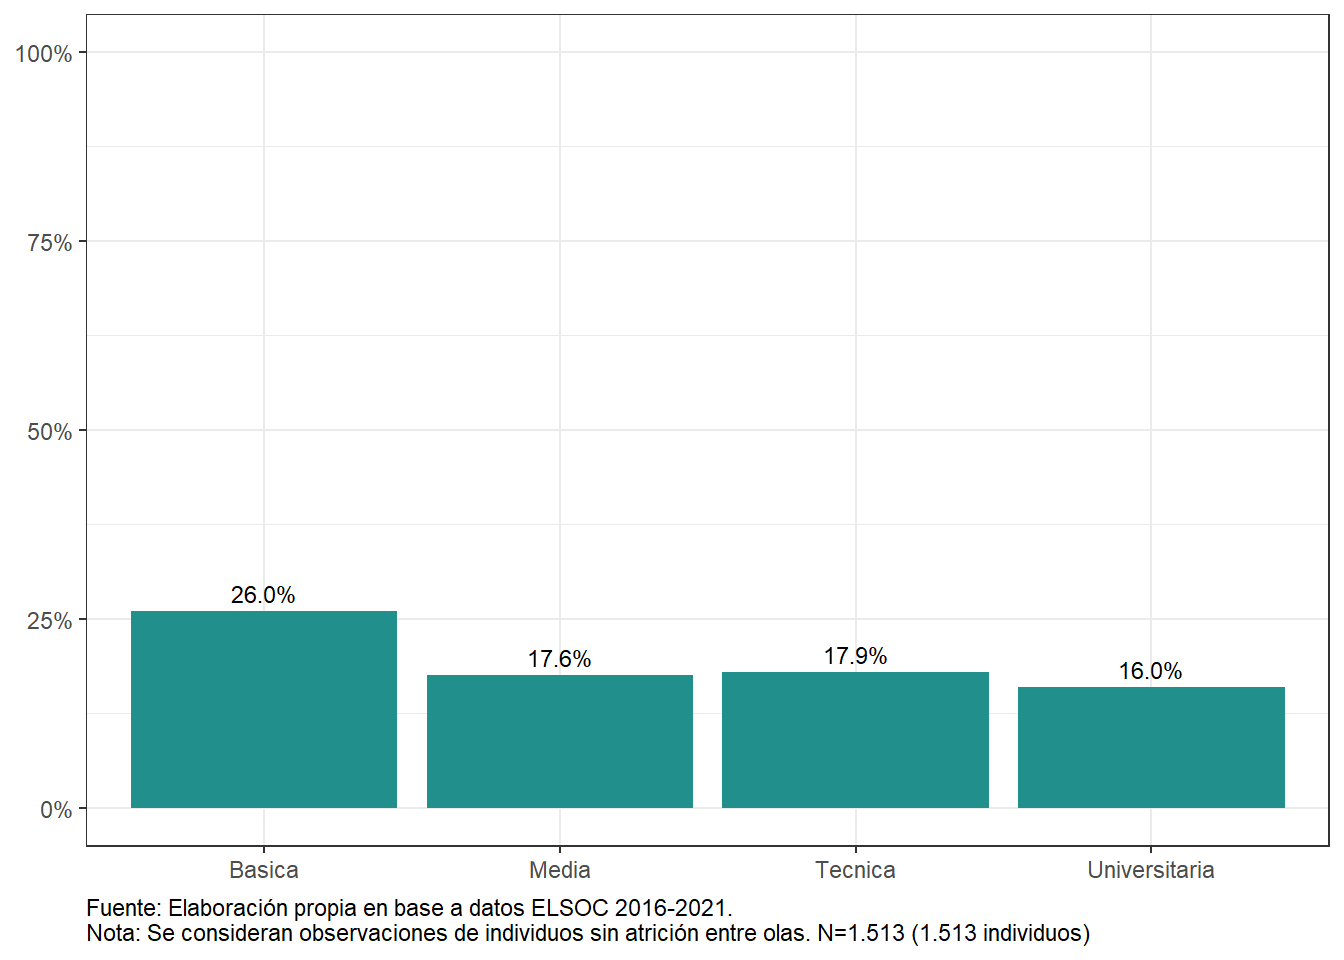 100%
75%
50%
25%
0%
26.0%
17.6%
17.9%
16.0%
Basica
Media
Tecnica
Universitaria
Fuente: Elaboración propia en base a datos ELSOC 2016-2021.
Nota: Se consideran observaciones de individuos sin atrición entre olas. N=1.513 (1.513 individuos)